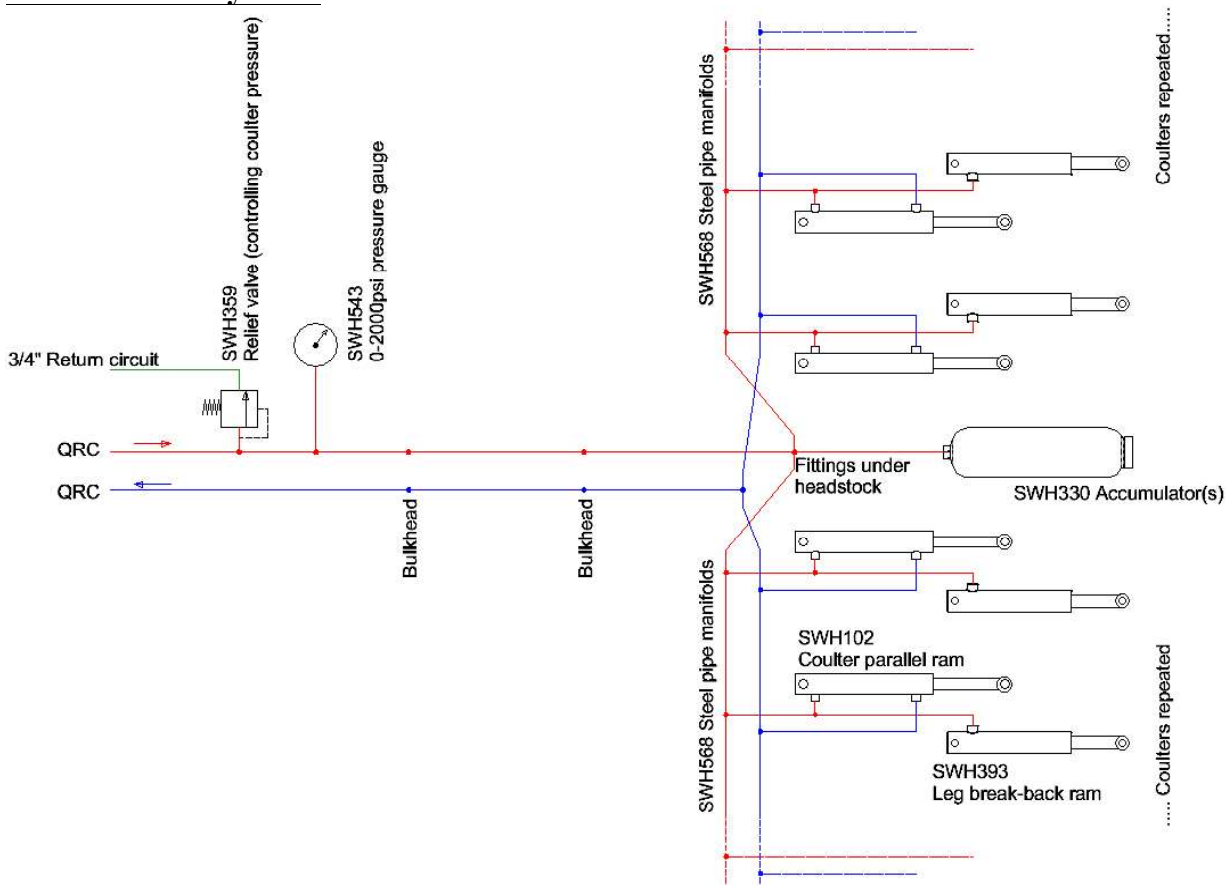 SWH359
Relief valve (controlling coulter pressure)
SWH543
0-2000psi pressure gauge
3/4" Return circuit
QRC
QRC
Bulkhead
Bulkhead
SWH568 Steel pipe manifolds
Coulters repeated.....
Fittings under
headstock
SWH330 Accumulator(s)
SWH568 Steel pipe manifolds
SWH102
Coulter parallel ram
SWH393
Leg break-back ram
..... Coulters repeated